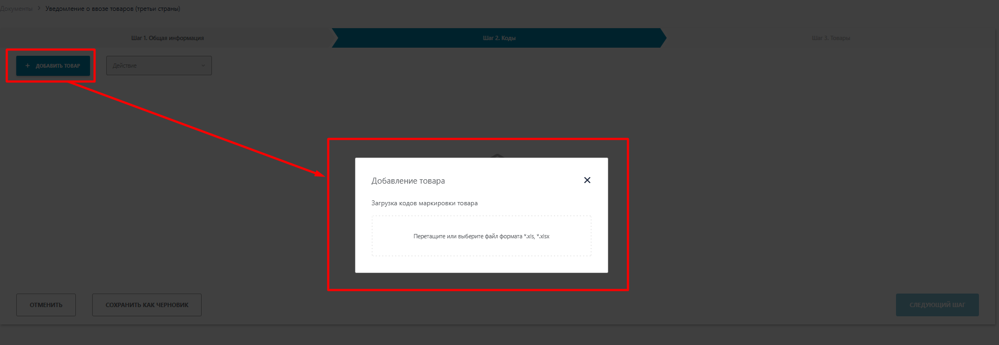 Документы > Уведомление о ввозе товаров (третьи страны)
Шаг 1. Общая информация
Шаг 2. Коды
Шаг 3. Товары
+ ДОБАВИТЬ ТОВАР
Действие
Добавление товара
Загрузка кодов маркировки товара
Перетащите или выберите файл формата *.xls, *.xlsx
ОТМЕНИТЬ
СОХРАНИТЬ КАК ЧЕРНОВИК
СЛЕДУЮЩИЙ ШАГ